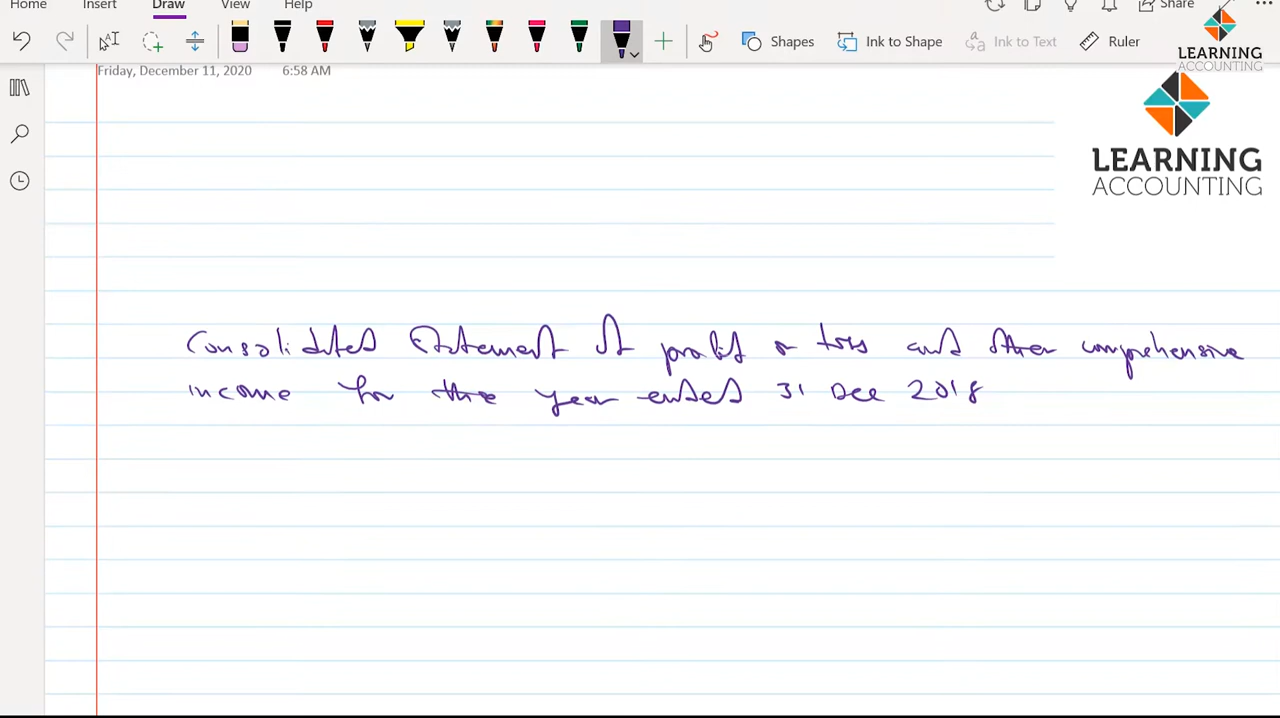 Home Insert Draw View Help Share
Shapes Ink to Shape Ink to Text Ruler
LEARNING
ACCOUNTING
Friday, December 11, 2020 6:58 AM
LEARNING
ACCOUNTING
Consolidated Statement of profit or loss and other comprehensive
income for the year ended 31 Dec 2018